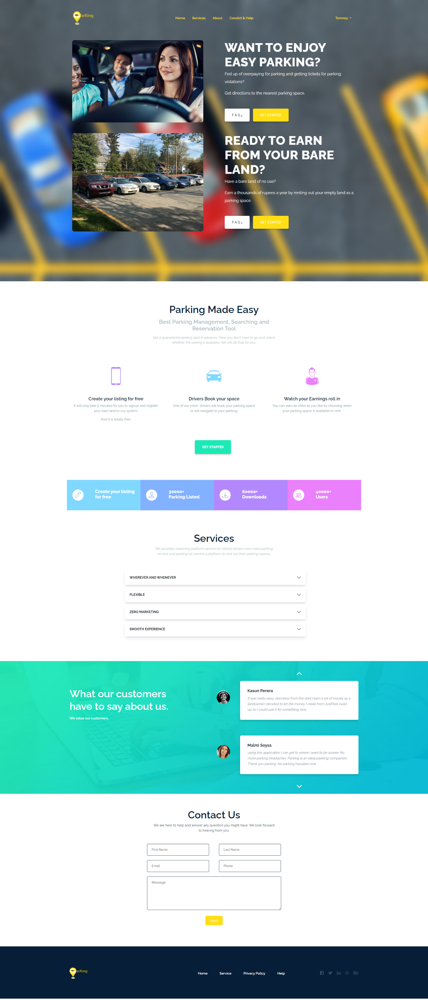 arKing
Home Services About Conatct & Help Tonmoy
WANT TO ENJOY
EASY PARKING?
Fed up of overpaying for parking and getting tickets for parking
violations?
Get directions to the nearest parking space.
FAQs GET STARTED
READY TO EARN
FROM YOUR BARE
LAND?
Have a bare land of no use?
Earn a thousands of rupees a year by renting out your empty land as a
parking space
FAQs GET STARTED
Parking Made Easy
Best Parking Management, Searching and
Reservation Tool
Get a guaranteed parking spot in advance. Now you don't have to go and check
whether the paking is available. We will do that for you.
Create your listing for free
It will only take 5 minutes for you to signup and register
your bare land in our system.
And it is totally free.
Drivers Book your space
One of our 1000+ drivers will book your parking space
or will navigate to your parking.
Watch your Earnings roll in
You can earn as often as you like by choosing when
your parking space is available to rent..
GET STARTED
Create your listing
for free
30000+
Parking Listed
60000+
Downloads
40000+
Users
Services
We provides matching platform service for vehicle drivers who need parking
service and parking lot owners a platform to rent out their parking spaces.
WHEREVER AND WHENEVER
FLEXIBLE
ZERO MARKETING
SMOOTH EXPERIENCE
What our customers
have to say about us.
We value our customers.
Kasun Perera
It was really easy, seamless from the start.I earn a lot of money as a
landowner.I decided to let the money I make from JustPark build
up so I could use it for something nice.
Malmi Soysa
using this application i can get to where i want to be sooner. No
more parking headaches. Parking ia an ideal paeking companion.
Thank you parking. No parking hassales now.
Contact Us
We are here to help and answer any question you might have. We look forward
to hearing from you.
First Name Last Name
Email Phone
Message
Send
arKing
Home Service Privacy Policy Help